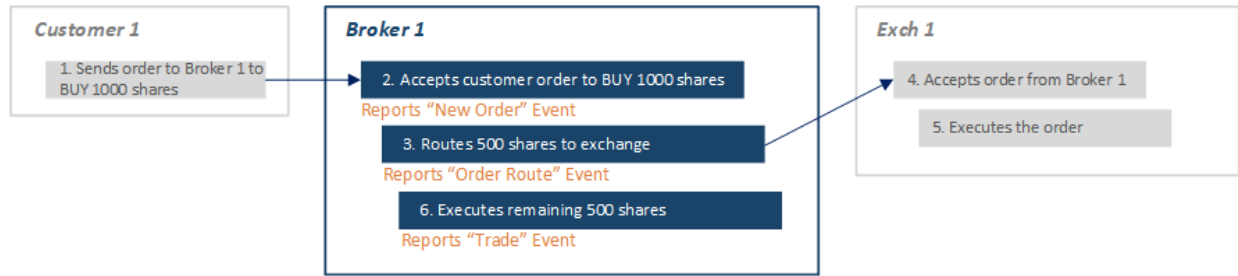 Customer 1
1. Sends order to Broker 1 to
BUY 1000 shares
Broker 1
2. Accepts customer order to BUY 1000 shares
Reports "New Order" Event
3. Routes 500 shares to exchange
Reports "Order Route" Event
6. Executes remaining 500 shares
Reports "Trade" Event
Exch 1
4. Accepts order from Broker 1
5. Executes the order